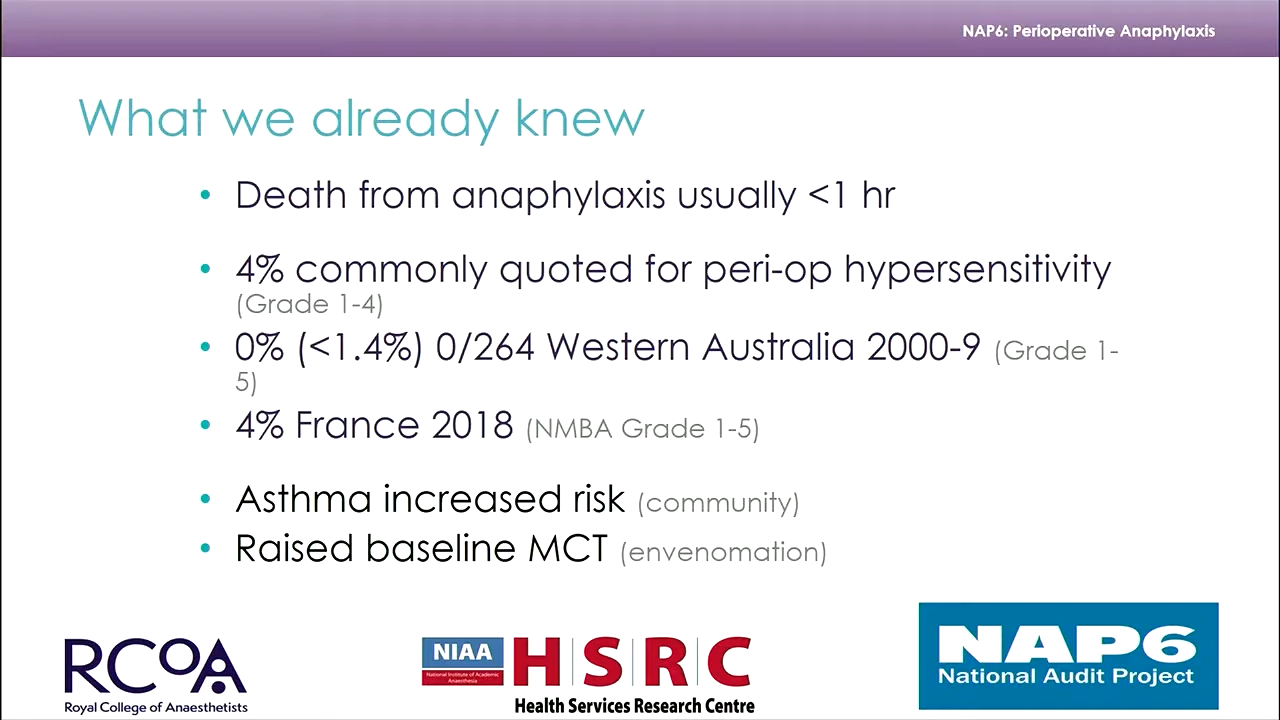 NAP6: Perioperative Anaphylaxis
What we already knew
• Death from anaphylaxis usually <1 hr
• 4% commonly quoted for peri-op hypersensitivity
(Grade 1-4)
• 0% (<1.4%) 0/264 Western Australia 2000-9 (Grade 1-
5)
• 4% France 2018 (NMBA Grade 1-5)
• Asthma increased risk (community)
• Raised baseline MCT (envenomation)
RCOA
Royal College of Anaesthetists
NIAA
National Institute of Academic
Anaesthesia
HSRC
Health Services Research Centre
NAP6
National Audit Project